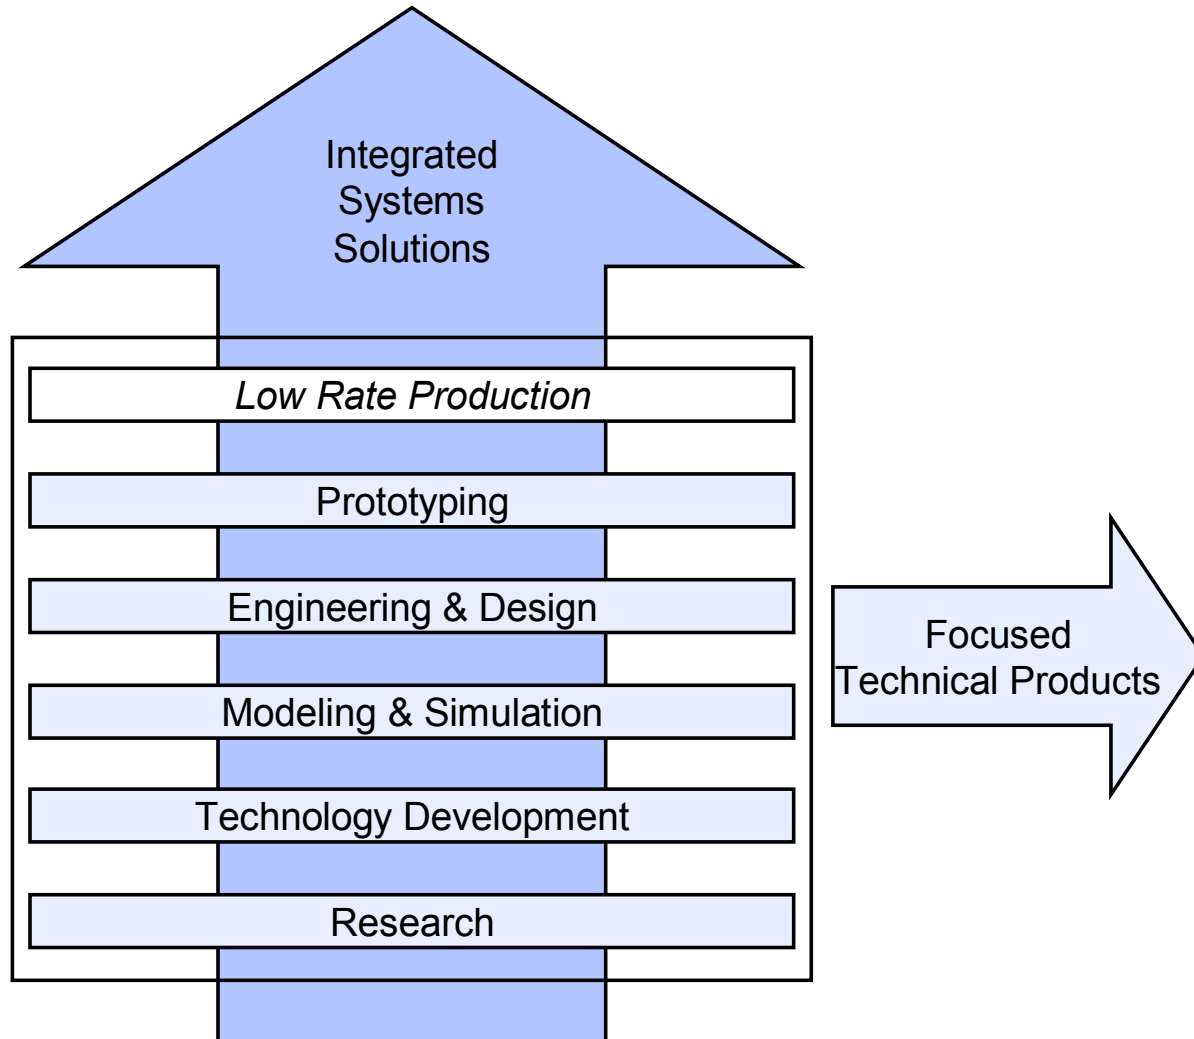 Integrated
Systems
Solutions
Low Rate Production
Prototyping
Engineering & Design
Modeling & Simulation
Technology Development
Research
Focused
Technical Products